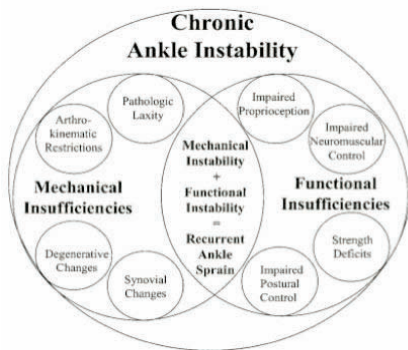 Chronic
Ankle Instability
Pathologic
Laxity
Impaired
Proprioception
Arthro-
kinematic
Restrictions
Impaired
Neuromuscular
Control
Mechanical
Instability
+
Functional
Instability
=
Recurrent
Ankle
Sprain
Mechanical
Insufficiencies
Functional
Insufficiencies
Degenerative
Changes
Synovial
Changes
Impaired
Postural
Control
Strength
Deficits